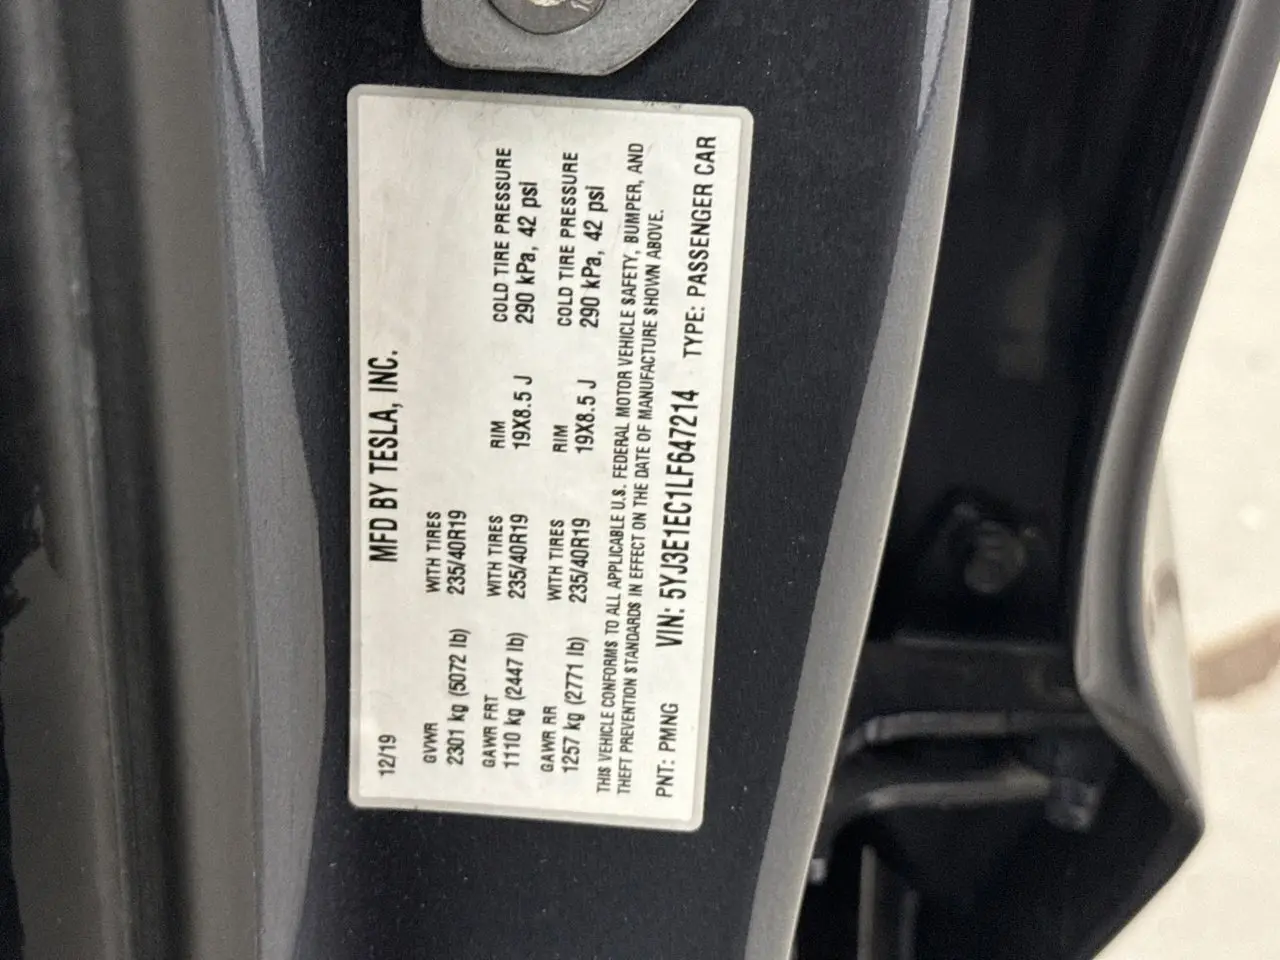 MFD BY TESLA, INC.
12/19
GVWR WITH TIRES
2301 kg (5072 lb) 235/40R19
GAWR FRT WITH TIRES RIM COLD TIRE PRESSURE
1110 kg (2447 lb) 235/40R19 19X8.5 J 290 kPa, 42 psi
GAWR RR WITH TIRES RIM COLD TIRE PRESSURE
1257 kg (2771 lb) 235/40R19 19X8.5 J 290 kPa, 42 psi
THIS VEHICLE CONFORMS TO ALL APPLICABLE U.S. FEDERAL MOTOR VEHICLE SAFETY, BUMPER, AND
THEFT PREVENTION STANDARDS IN EFFECT ON THE DATE OF MANUFACTURE SHOWN ABOVE.
PNT: PMNG VIN: 5YJ3E1EC1LF647214 TYPE: PASSENGER CAR